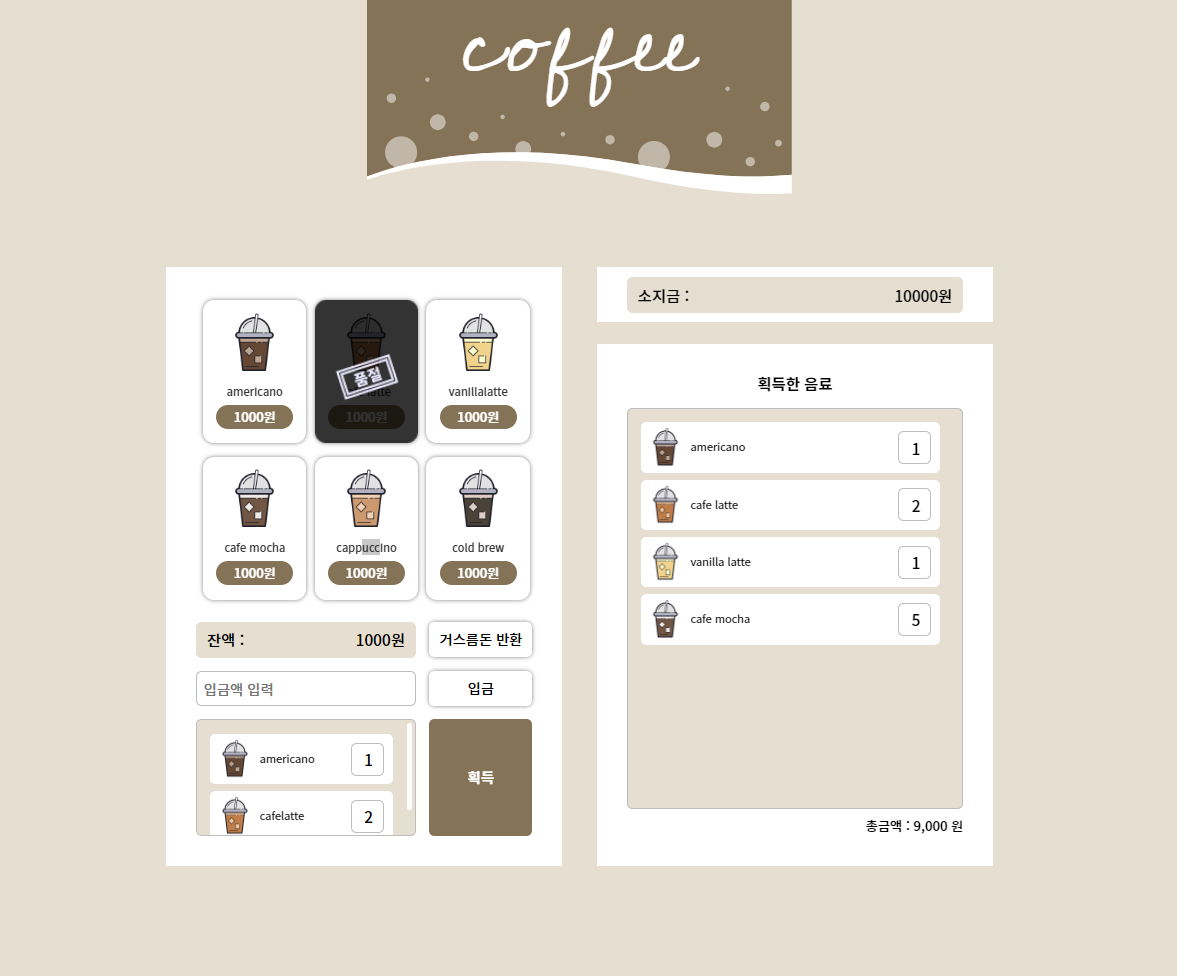 coffee
americano
1000원
품절
latte
1000원
vanillalatte
1000원
cafe mocha
1000원
cappuccino
1000원
cold brew
1000원
잔액 : 1000원
거스름돈 반환
입금액 입력
입금
americano 1
cafelatte 2
획득
소지금 : 10000원
획득한 음료
americano 1
cafe latte 2
vanilla latte 1
cafe mocha 5
총금액 : 9,000 원